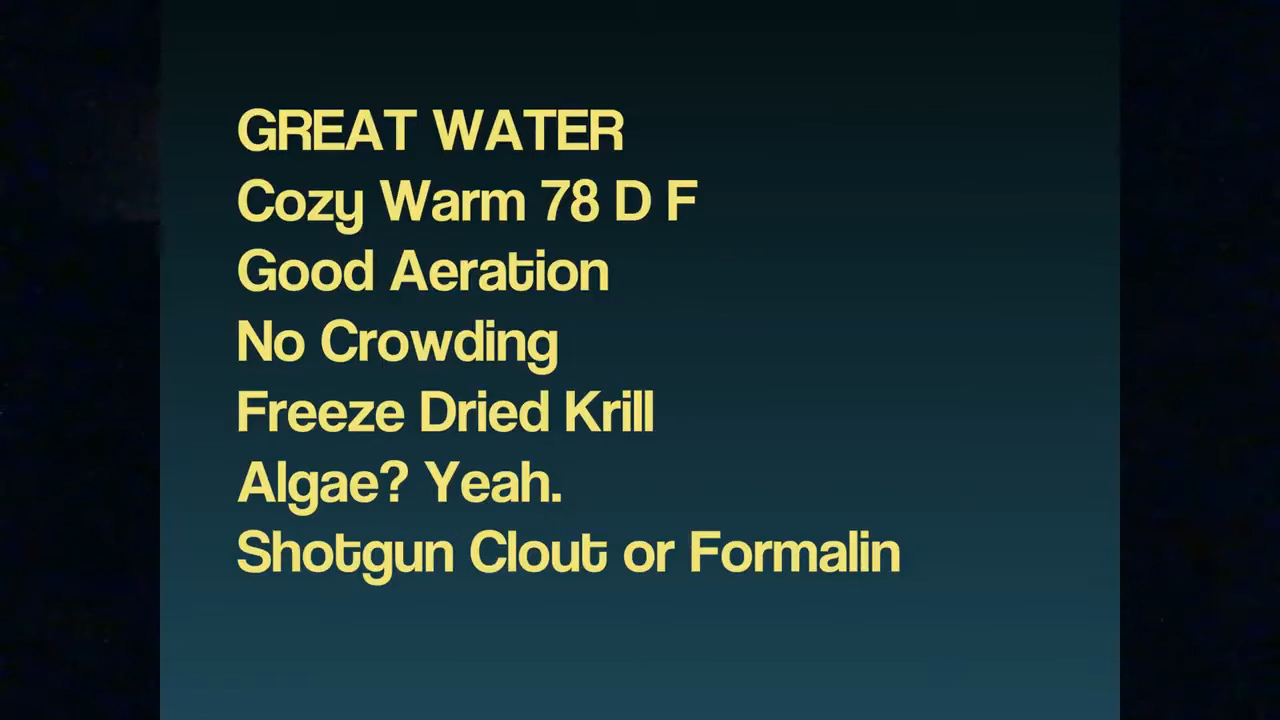 GREAT WATER
Cozy Warm 78 D F
Good Aeration
No Crowding
Freeze Dried Krill
Algae? Yeah.
Shotgun Clout or Formalin